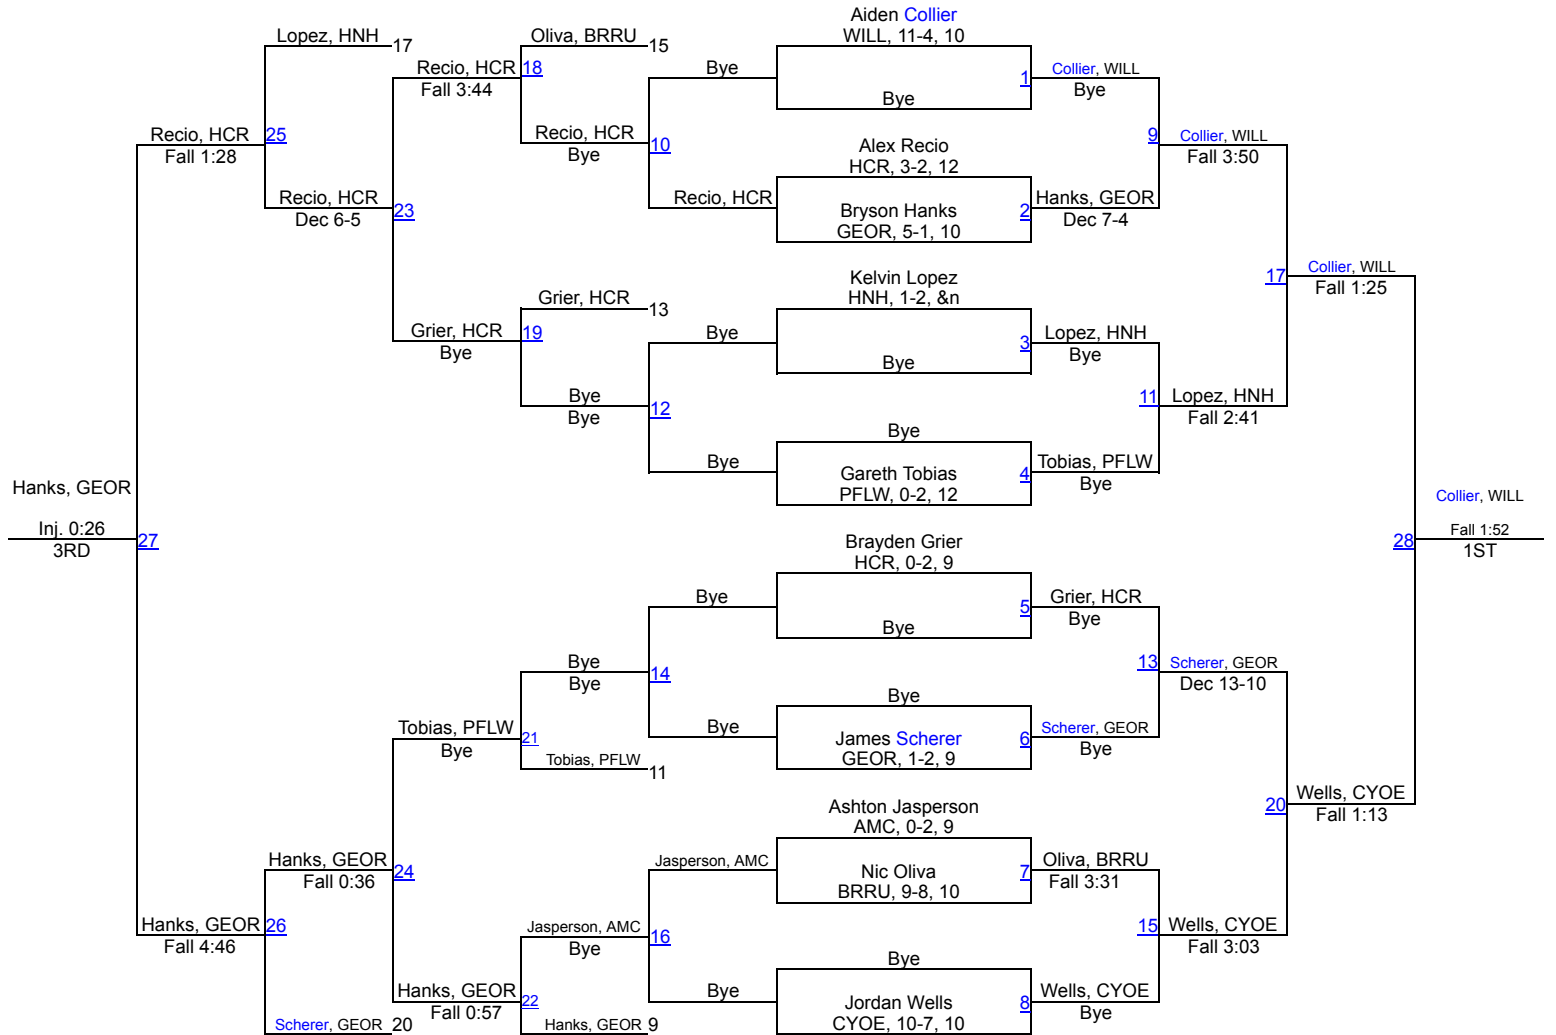 Aiden Collier
WILL, 11-4, 10
Lopez, HNH 17
Oliva, BRRU 15
Recio, HCR 18
Fall 3:44
Bye
1 Collier, WILL
Bye
Bye
Recio, HCR 25
Fall 1:28
Recio, HCR 10
Bye
Alex Recio
HCR, 3-2, 12
9 Collier, WILL
Fall 3:50
Recio, HCR 23
Dec 6-5
Recio, HCR
Bryson Hanks
GEOR, 5-1, 10
2 Hanks, GEOR
Dec 7-4
Kelvin Lopez
HNH, 1-2, &n
17 Collier, WILL
Fall 1:25
Grier, HCR 13
Grier, HCR 19
Bye
Bye
3 Lopez, HNH
Bye
Bye
Bye
Bye
12
11 Lopez, HNH
Fall 2:41
Bye
Bye
Gareth Tobias
PFLW, 0-2, 12
4 Tobias, PFLW
Bye
Hanks, GEOR
Inj. 0:26
3RD
27
Collier, WILL
28 Fall 1:52
1ST
Brayden Grier
HCR, 0-2, 9
Bye
5 Grier, HCR
Bye
Bye
Bye
Bye
14
13 Scherer, GEOR
Dec 13-10
Bye
Tobias, PFLW 21
Bye
Bye
James Scherer
GEOR, 1-2, 9
6 Scherer, GEOR
Bye
Tobias, PFLW 11
Ashton Jasperson
AMC, 0-2, 9
20 Wells, CYOE
Fall 1:13
Hanks, GEOR 24
Fall 0:36
Jasperson, AMC
Nic Oliva
BRRU, 9-8, 10
7 Oliva, BRRU
Fall 3:31
Hanks, GEOR 26
Fall 4:46
Jasperson, AMC 16
Bye
15 Wells, CYOE
Fall 3:03
Bye
Hanks, GEOR 22
Fall 0:57
Bye
Jordan Wells
CYOE, 10-7, 10
8 Wells, CYOE
Bye
Scherer, GEOR 20
Hanks, GEOR 9